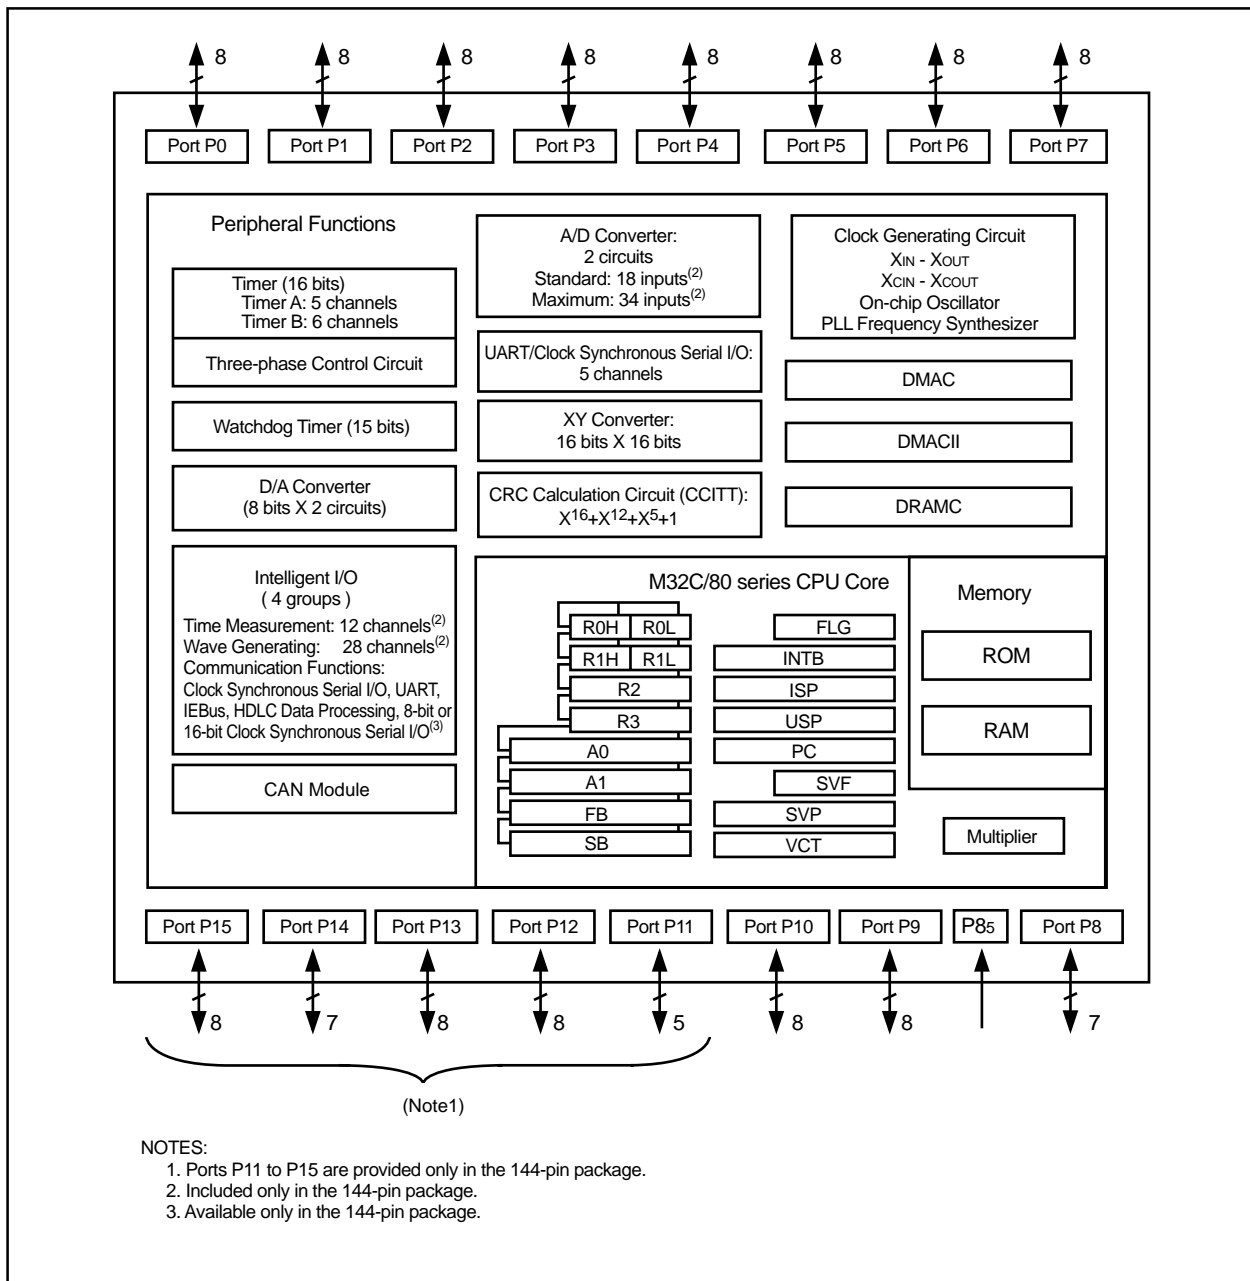 8 8 8 8 8 8 8 8
Port P0 Port P1 Port P2 Port P3 Port P4 Port P5 Port P6 Port P7
Peripheral Functions
Timer (16 bits)
Timer A: 5 channels
Timer B: 6 channels
Three-phase Control Circuit
Watchdog Timer (15 bits)
D/A Converter
(8 bits X 2 circuits)
Intelligent I/O
( 4 groups )
Time Measurement: 12 channels(2)
Wave Generating: 28 channels(2)
Communication Functions:
Clock Synchronous Serial I/O, UART,
IEBus, HDLC Data Processing, 8-bit or
16-bit Clock Synchronous Serial I/O(3)
CAN Module
A/D Converter:
2 circuits
Standard: 18 inputs(2)
Maximum: 34 inputs(2)
UART/Clock Synchronous Serial I/O:
5 channels
XY Converter:
16 bits X 16 bits
CRC Calculation Circuit (CCITT):
X16+X12+X5+1
Clock Generating Circuit
XIN - XOUT
XCIN - XCOUT
On-chip Oscillator
PLL Frequency Synthesizer
DMAC
DMACII
DRAMC
M32C/80 series CPU Core
R0H R0L
R1H R1L
R2
R3
A0
A1
FB
SB
FLG
INTB
ISP
USP
PC
SVF
SVP
VCT
Memory
ROM
RAM
Multiplier
Port P15 Port P14 Port P13 Port P12 Port P11 Port P10 Port P9 P85 Port P8
8 7 8 8 5 8 8 7
(Note1)
NOTES:
1. Ports P11 to P15 are provided only in the 144-pin package.
2. Included only in the 144-pin package.
3. Available only in the 144-pin package.